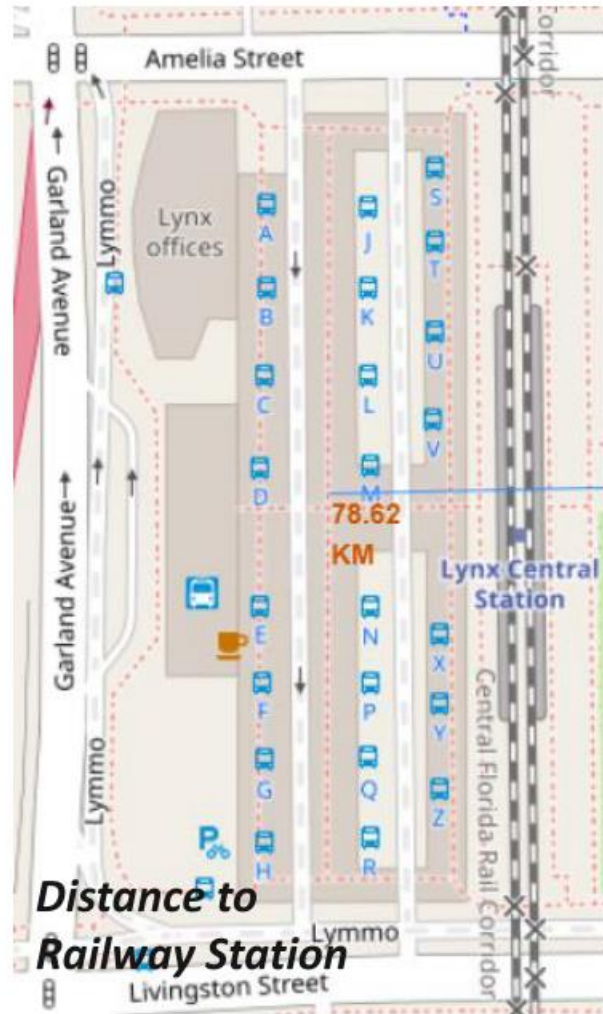 Corridor
Amelia Street
Garland Avenue
Lymmo
Lynx
offices
A
B
C
D
J
K
L
M
S
T
U
V
78.62
KM
Lynx Central
Station
Garland Avenue
E
F
G
H
N
P
Q
R
X
Y
Z
Lymmo
P
Central Florida Rail Corridor
Distance to
Railway Station
Lymmo
Livingston Street